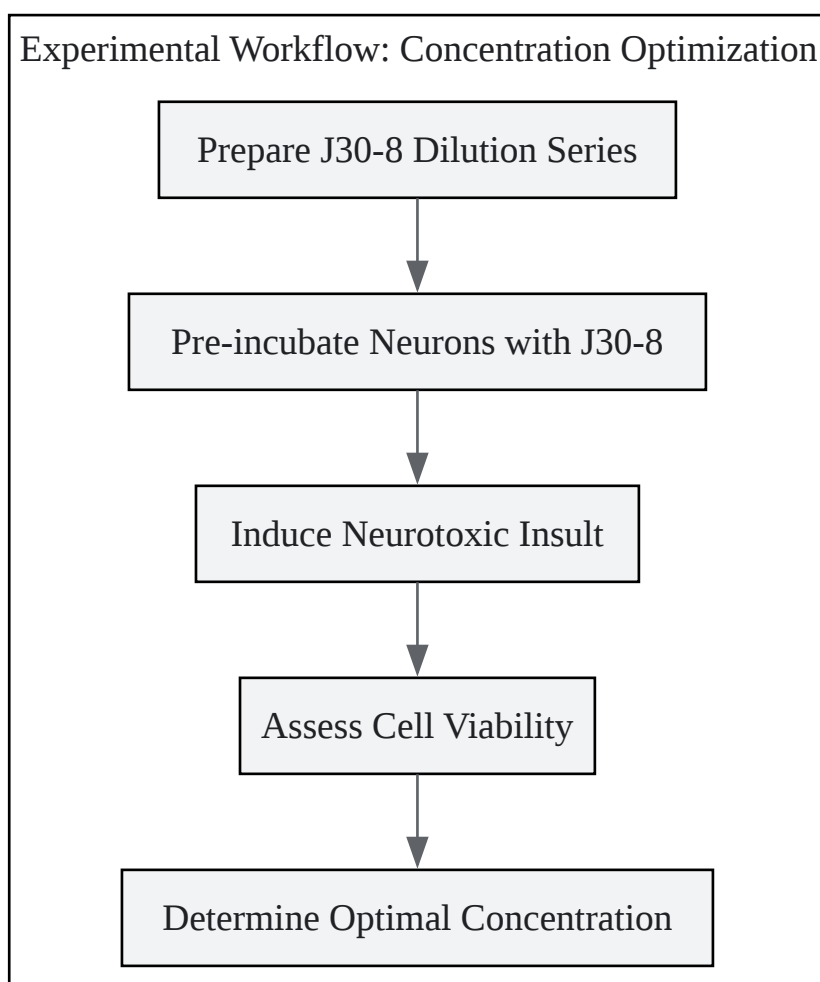 Experimental Workflow: Concentration Optimization
Prepare J30-8 Dilution Series
Pre-incubate Neurons with J30-8
Induce Neurotoxic Insult
Assess Cell Viability
Determine Optimal Concentration